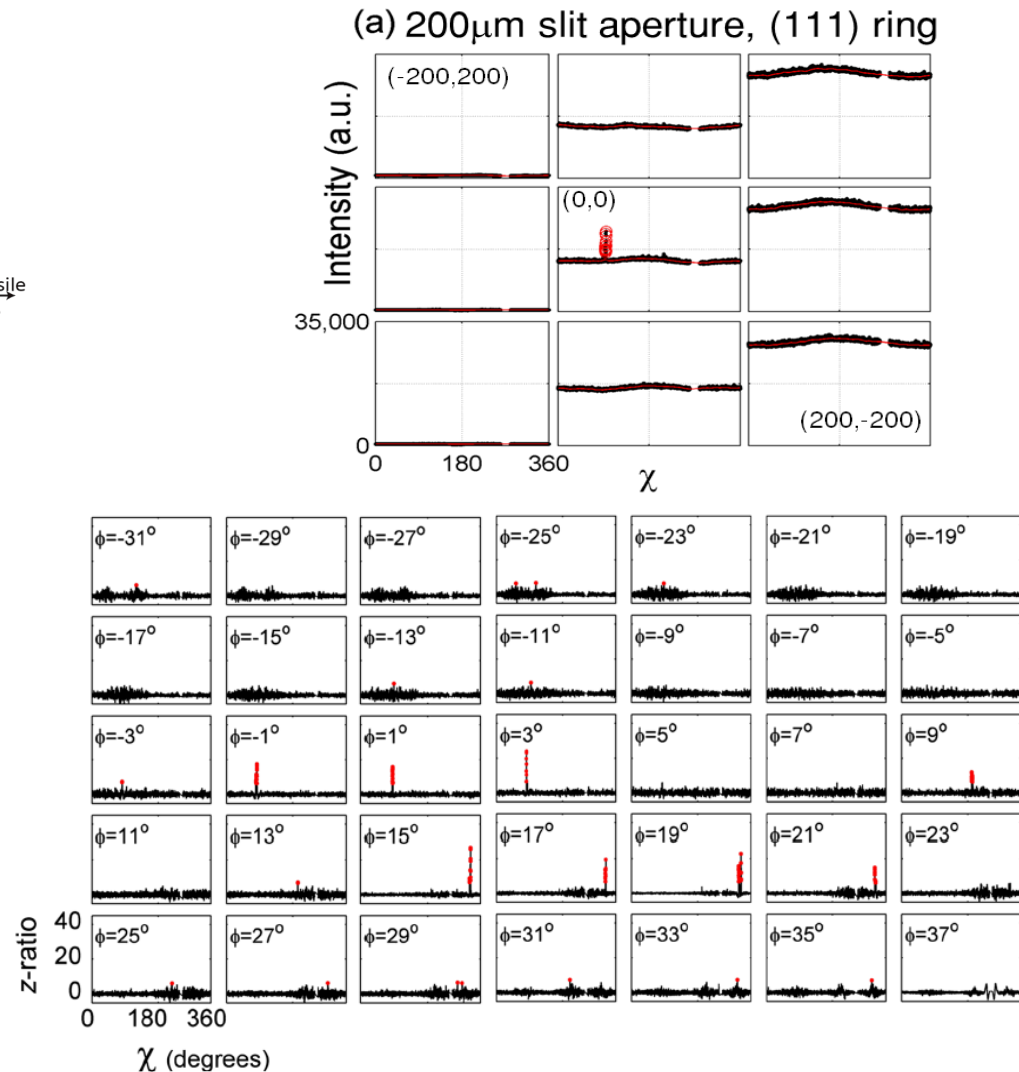 (a) 200μm slit aperture, (111) ring
(-200,200)
Intensity (a.u.)
(0,0)
sile
35,000
(200,-200)
0
0 180 360
χ
ϕ=-31° ϕ=-29° ϕ=-27° ϕ=-25° ϕ=-23° ϕ=-21° ϕ=-19°
ϕ=-17° ϕ=-15° ϕ=-13° ϕ=-11° ϕ=-9° ϕ=-7° ϕ=-5°
ϕ=-3° ϕ=-1° ϕ=1° ϕ=3° ϕ=5° ϕ=7° ϕ=9°
ϕ=11° ϕ=13° ϕ=15° ϕ=17° ϕ=19° ϕ=21° ϕ=23°
40
ϕ=25° ϕ=27° ϕ=29° ϕ=31° ϕ=33° ϕ=35° ϕ=37°
z-ratio
20
0
0 180 360
χ (degrees)